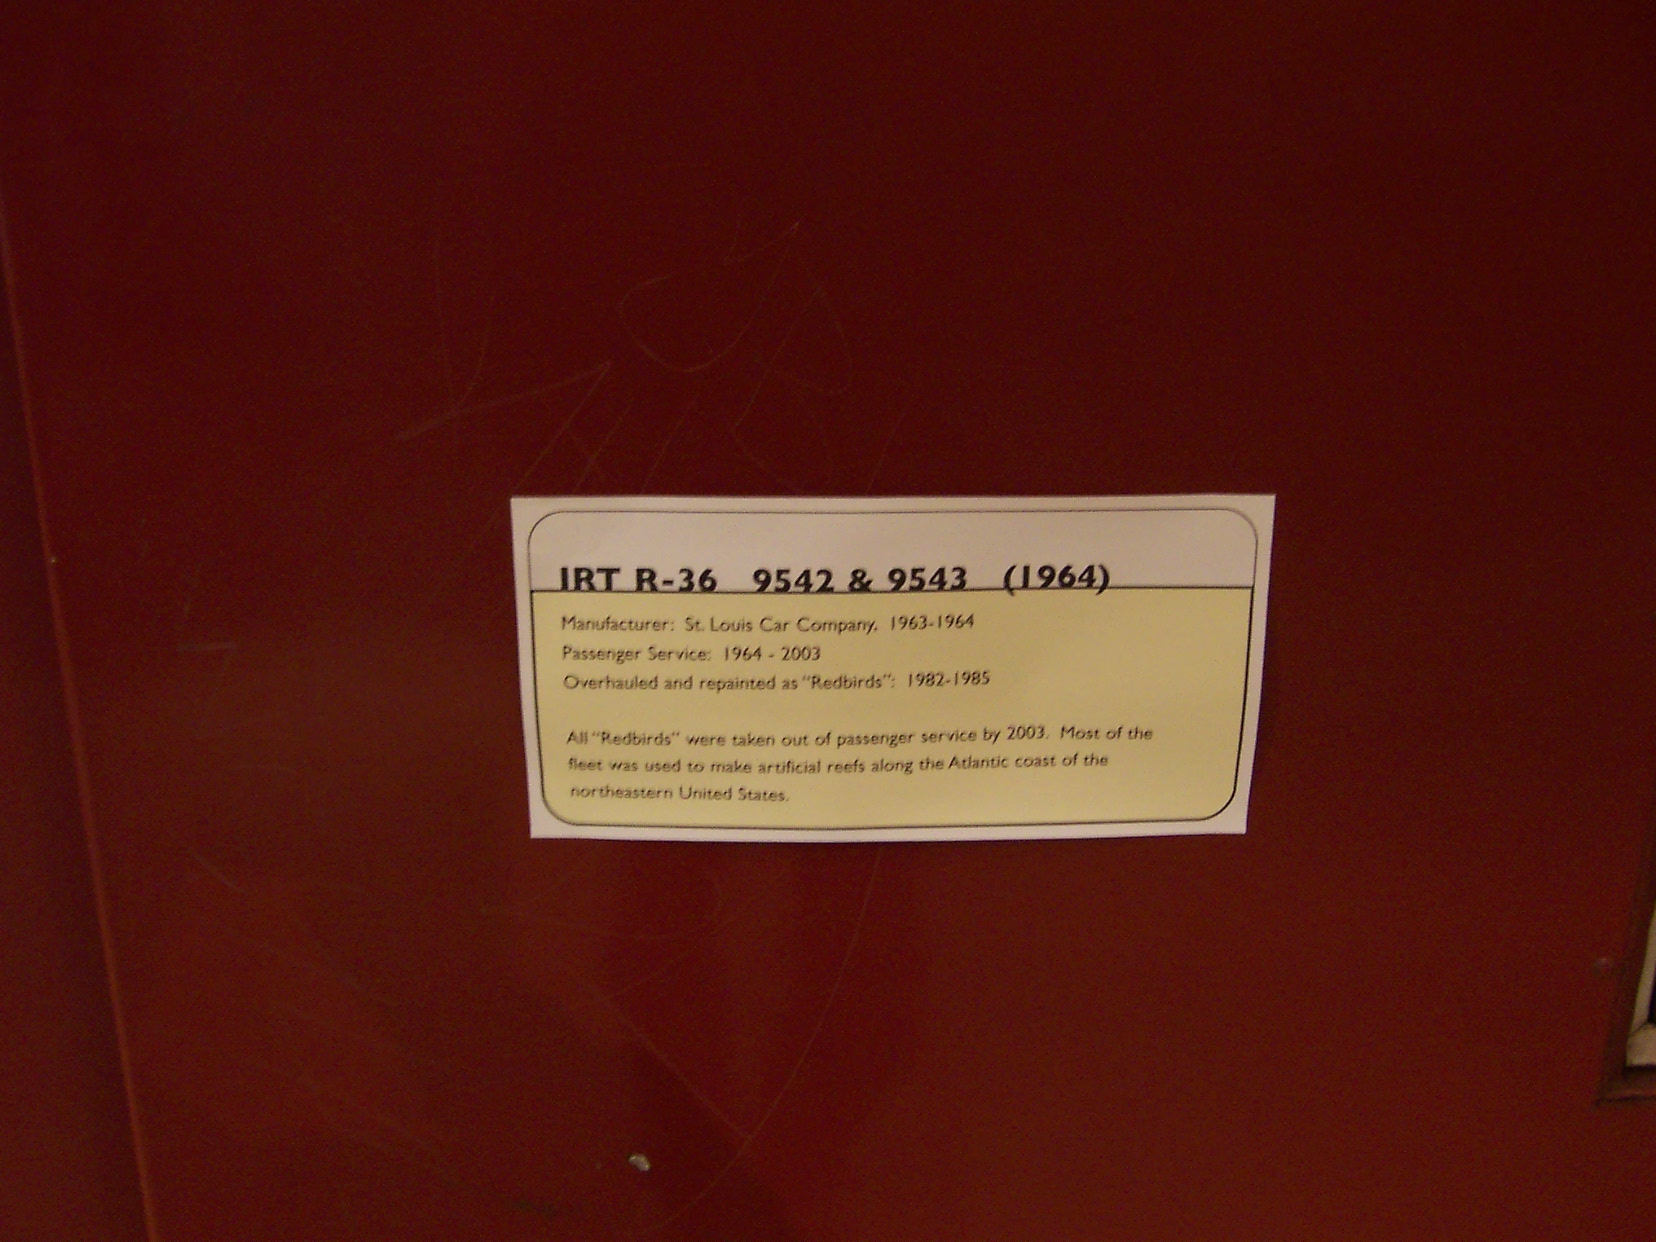 IRT R-36 9542 & 9543 (1964)
Manufacturer: St. Louis Car Company, 1963-1964
Passenger Service: 1964 - 2003
Overhauled and repainted as "Redbirds": 1982-1985
All "Redbirds" were taken out of passenger service by 2003. Most of the
fleet was used to make artificial reefs along the Atlantic coast of the
northeastern United States.